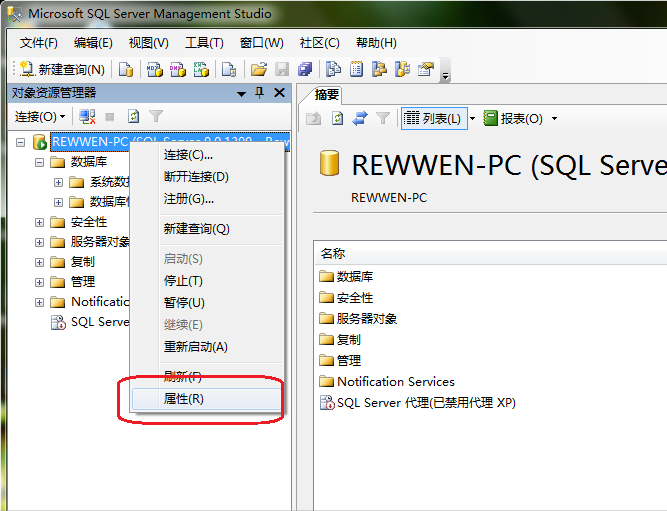 Microsoft SQL Server Management Studio
文件(F) 编辑(E) 视图(V) 工具(T) 窗口(W) 社区(C) 帮助(H)
新建查询(N)
对象资源管理器
摘要
连接(O)
列表(L) 报表(O)
REWWEN-PC (SQL Server 9.0.1399 - Rew
数据库
系统数据
数据库
安全性
服务器对象
复制
管理
Notification
SQL Serve
连接(C)...
断开连接(D)
注册(G)...
新建查询(Q)
启动(S)
停止(T)
暂停(U)
继续(E)
重新启动(A)
刷新(F)
属性(R)
REWWEN-PC (SQL Serve
REWWEN-PC
名称
数据库
安全性
服务器对象
复制
管理
Notification Services
SQL Server 代理(已禁用代理 XP)